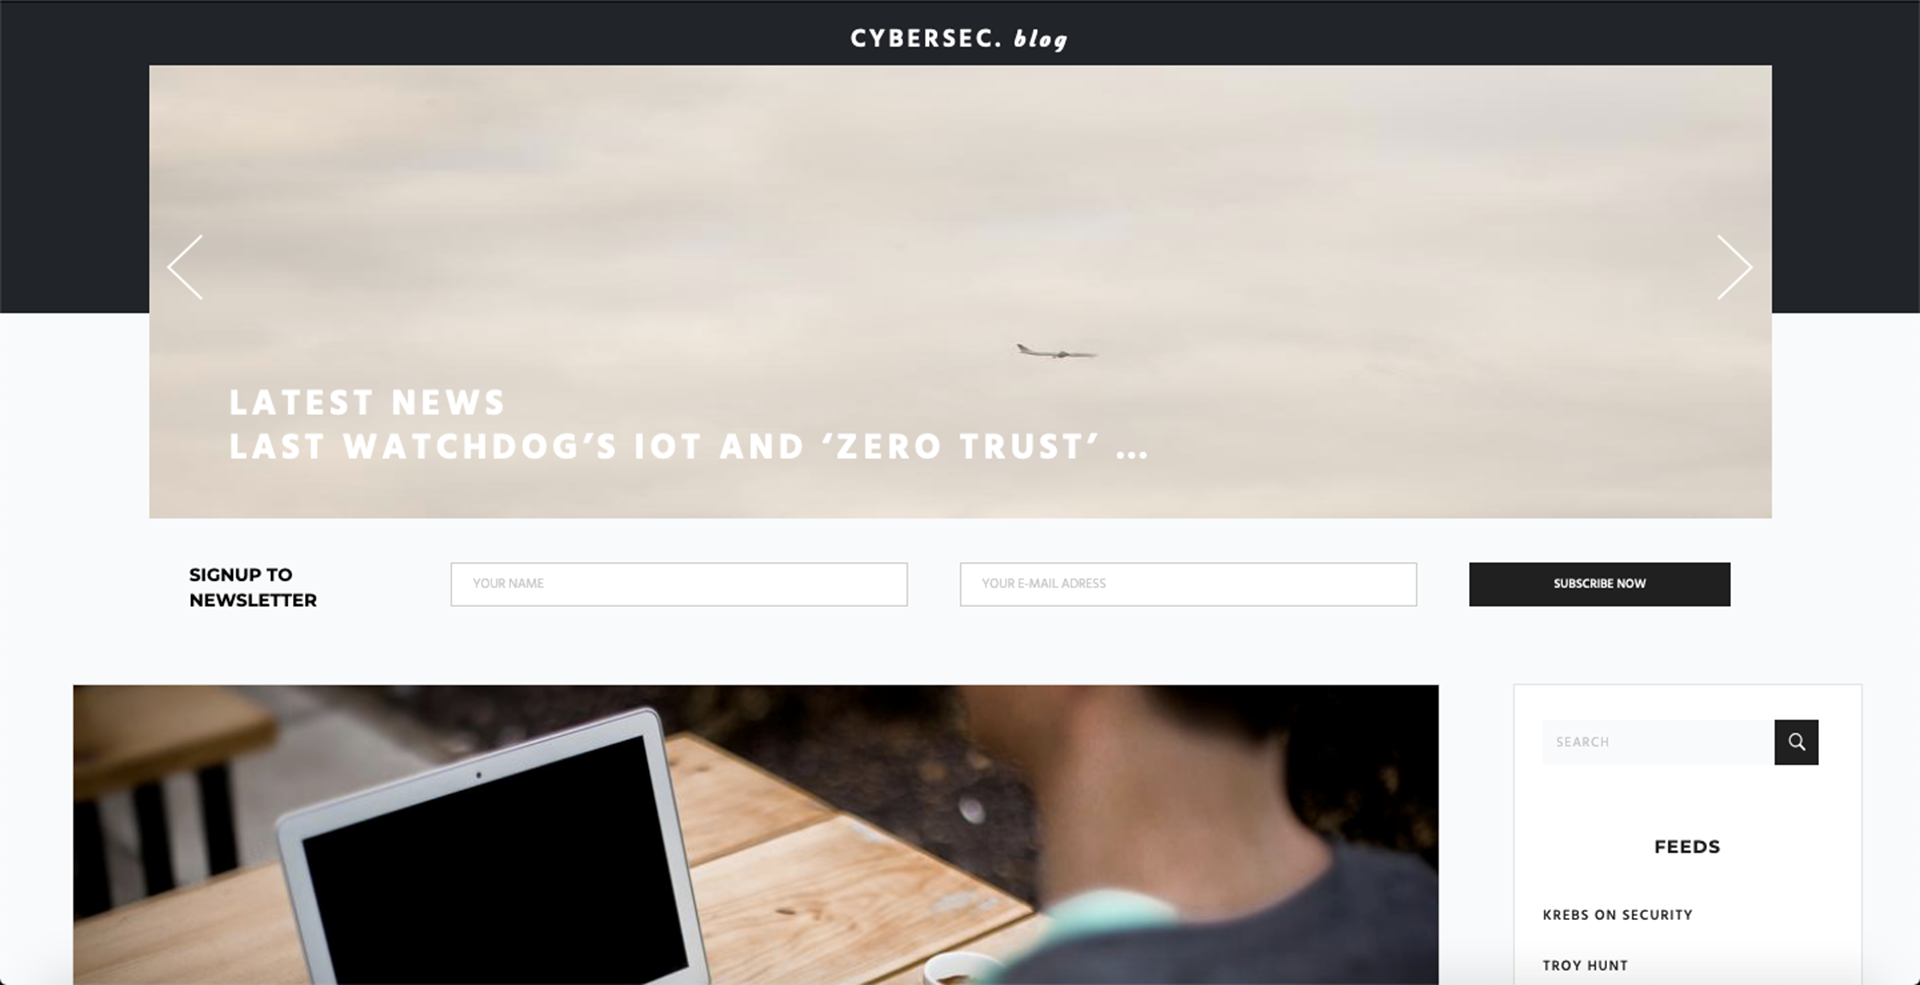 CYBERSEC. blog
LATEST NEWS
LAST WATCHDOG’S IOT AND ‘ZERO TRUST’ ...
SIGNUP TO
NEWSLETTER
YOUR NAME
YOUR E-MAIL ADRESS
SUBSCRIBE NOW
SEARCH
FEEDS
KREBS ON SECURITY
TROY HUNT